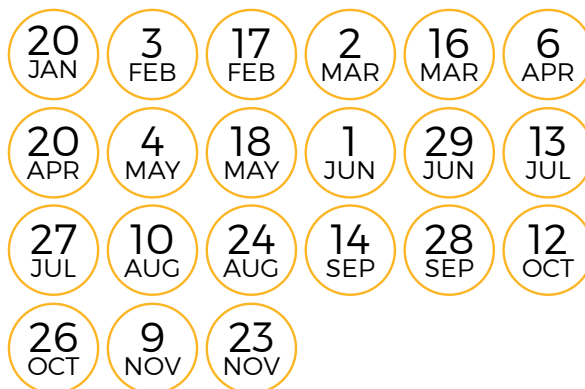 20 3 17 2 16 6
JAN FEB FEB MAR MAR APR
20 4 18 1 29 13
APR MAY MAY JUN JUN JUL
27 10 24 14 28 12
JUL AUG AUG SEP SEP OCT
26 9 23
OCT NOV NOV